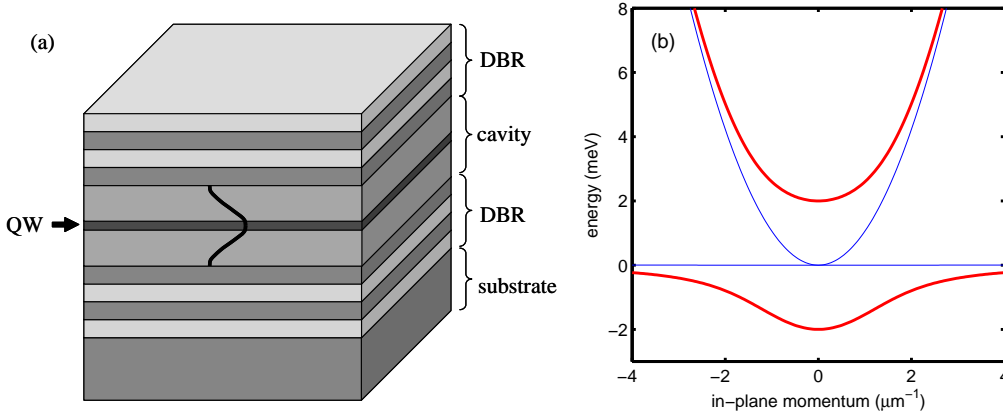 (a)
DBR
cavity
DBR
substrate
QW
(b)
energy (meV)
8
6
4
2
0
−2
−4
−2
0
2
4
in−plane momentum (μm⁻¹)